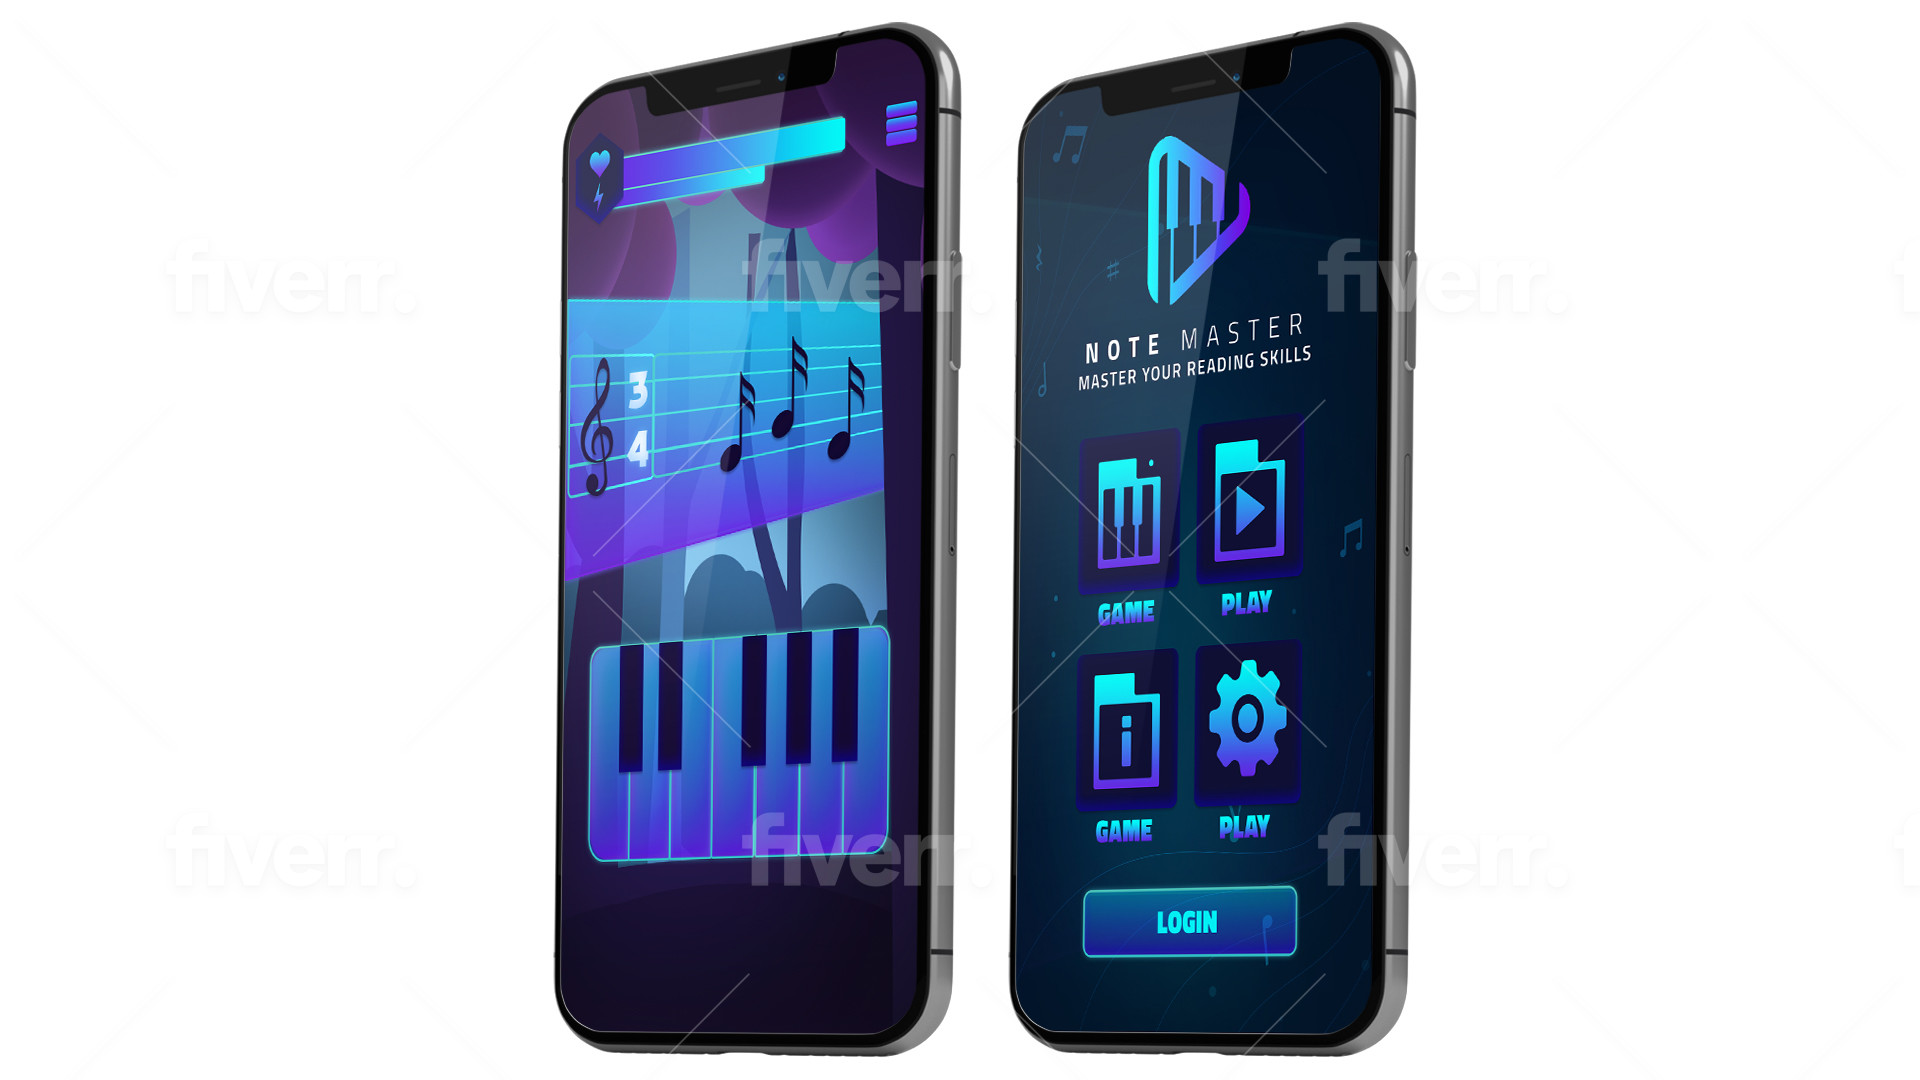 3
4
NOTE MASTER
MASTER YOUR READING SKILLS
GAME
PLAY
GAME
PLAY
LOGIN
fiverr.
fiverr.
fiverr.
fiverr.
fiverr.
fiverr.